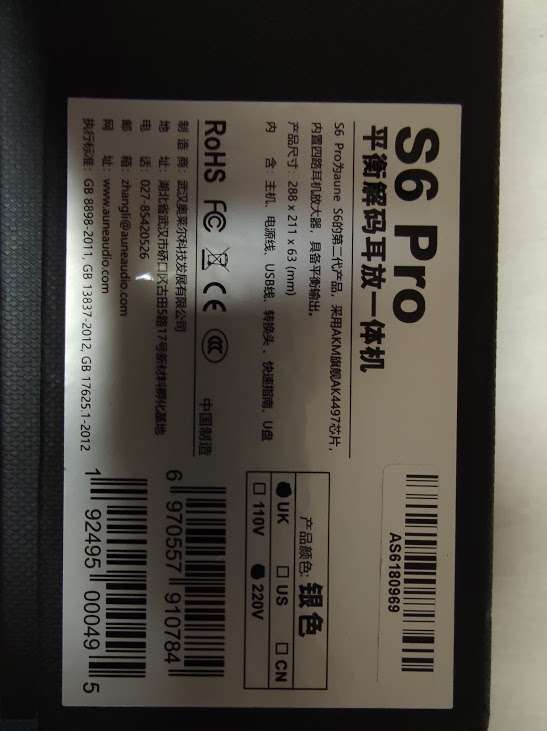 S6 Pro
平衡解码耳放一体机
S6 Pro为aune S6的第二代产品，采用AKM旗舰AK4497芯片，
内置四路耳机放大器，具备平衡输出。
产品尺寸：288 x 211 x 63 (mm)
内 含：主机、电源线、USB线、转换头、快速指南、U盘
RoHS FC CE CCC 中国制造
制 造 商：武汉奥莱尔科技发展有限公司
地 址：湖北省武汉市硚口区古田5路17号新材料孵化基地
电 话：027-85420526
邮 箱：zhangli@auneaudio.com
网 址：www.auneaudio.com
执行标准：GB 8898-2011, GB 13837-2012, GB 17625.1-2012
AS6180969
产品颜色: 银色
UK □ US □ CN
□ 110V 220V
6 970557 910784
1 92495 00049 5